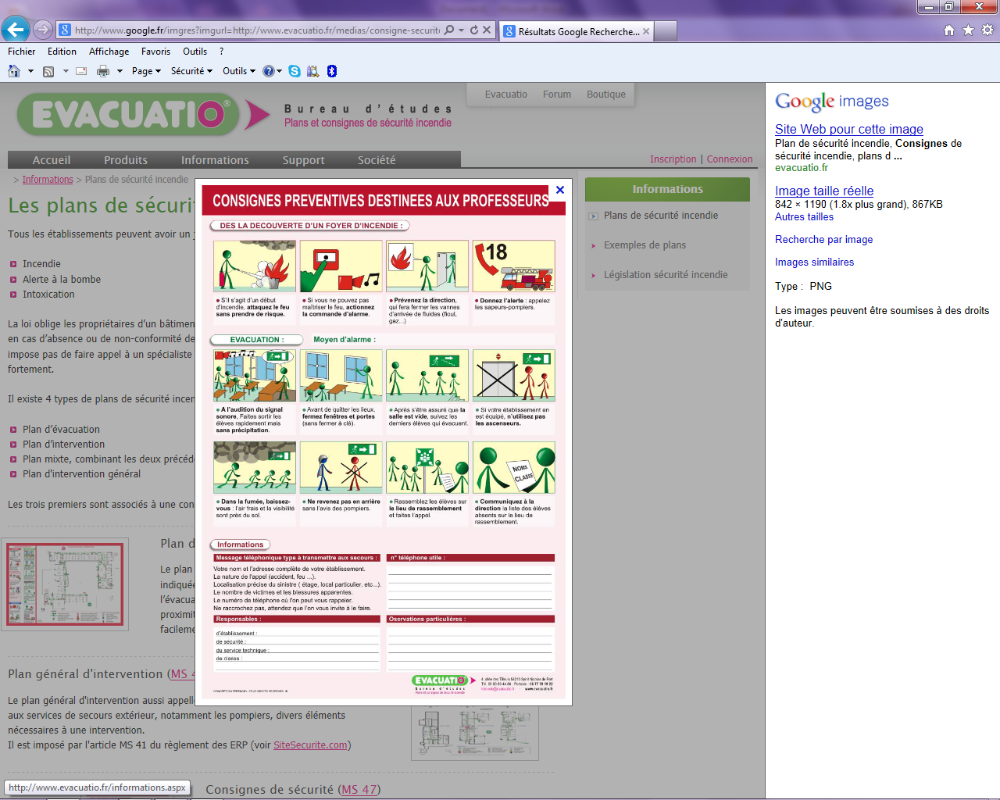 http://www.google.fr/imgres?imgurl=http://www.evacuatio.fr/medias/consigne-securit
Résultats Google Recherche...
Fichier Edition Affichage Favoris Outils ?
Page Sécurité Outils
EVACUATIO®
Bureau d'études
Plans et consignes de sécurité incendie
Evacuatio Forum Boutique
Accueil Produits Informations Support Société
Inscription | Connexion
> Informations > Plans de sécurité incendie
Les plans de sécurit
Tous les établissements peuvent avoir un
Incendie
Alerte à la bombe
Intoxication
La loi oblige les propriétaires d’un bâtimen
en cas d’absence ou de non-conformité de
impose pas de faire appel à un spécialiste
fortement.
Il existe 4 types de plans de sécurité incen
Plan d’évacuation
Plan d’intervention
Plan mixte, combinant les deux précéde
Plan d'intervention général
Les trois premiers sont associés à une con
Plan d
Le plan
indiquée
l’évacua
proximit
facileme
Plan général d'intervention (MS 4
Le plan général d'intervention aussi appelle
aux services de secours extérieur, notamment les pompiers, divers éléments
nécessaires à une intervention.
Il est imposé par l'article MS 41 du règlement des ERP (voir SiteSecurite.com)
Consignes de sécurité (MS 47)
http://www.evacuatio.fr/informations.aspx
CONSIGNES PREVENTIVES DESTINEES AUX PROFESSEURS
DES LA DECOUVERTE D’UN FOYER D’INCENDIE :
18
S’il s’agit d’un début
d’incendie, attaquez le feu
sans prendre de risque.
Si vous ne pouvez pas
maîtriser le feu, actionnez
la commande d’alarme.
Prévenez la direction,
qui fera fermer les vannes
d’arrivée de fluides (fioul,
gaz...)
Donnez l’alerte : appelez
les sapeurs-pompiers.
EVACUATION :
Moyen d’alarme :
A l’audition du signal
sonore, Faites sortir les
élèves rapidement mais
sans précipitation.
Avant de quitter les lieux,
fermez fenêtres et portes
(sans fermer à clé).
Après s’être assuré que la
salle est vide, suivez les
derniers élèves qui évacuent.
Si votre établissement en
est équipé, n’utilisez pas
les ascenseurs.
NOMS
CLASSE
Dans la fumée, baissez-
vous : l’air frais et la visibilité
sont près du sol.
Ne revenez pas en arrière
sans l’avis des pompiers.
Rassemblez les élèves sur
le lieu de rassemblement
et faites l’appel.
Communiquez à la
direction la liste des élèves
absents sur le lieu de
rassemblement.
Informations
Message téléphonique type à transmettre aux secours :
Votre nom et l’adresse complète de votre établissement.
La nature de l’appel (accident, feu ...).
Localisation précise du sinistre ( étage, local particulier, etc...).
Le nombre de victimes et les blessures apparentes.
Le numéro de téléphone où l’on peut vous rappeler.
Ne raccrochez pas, attendez que l’on vous invite à le faire.
n° téléphone utile :
Responsables :
d’établissement :
de sécurité :
du service technique :
de classe :
Oservations particulières :
EVACUATIO
Bureau d'études
Plans et consignes de sécurité incendie
www.evacuatio.fr
Informations
Plans de sécurité incendie
Exemples de plans
Législation sécurité incendie
Google images
Site Web pour cette image
Plan de sécurité incendie, Consignes de
sécurité incendie, plans d ...
evacuatio.fr
Image taille réelle
842 × 1190 (1.8x plus grand), 867KB
Autres tailles
Recherche par image
Images similaires
Type : PNG
Les images peuvent être soumises à des droits
d'auteur.